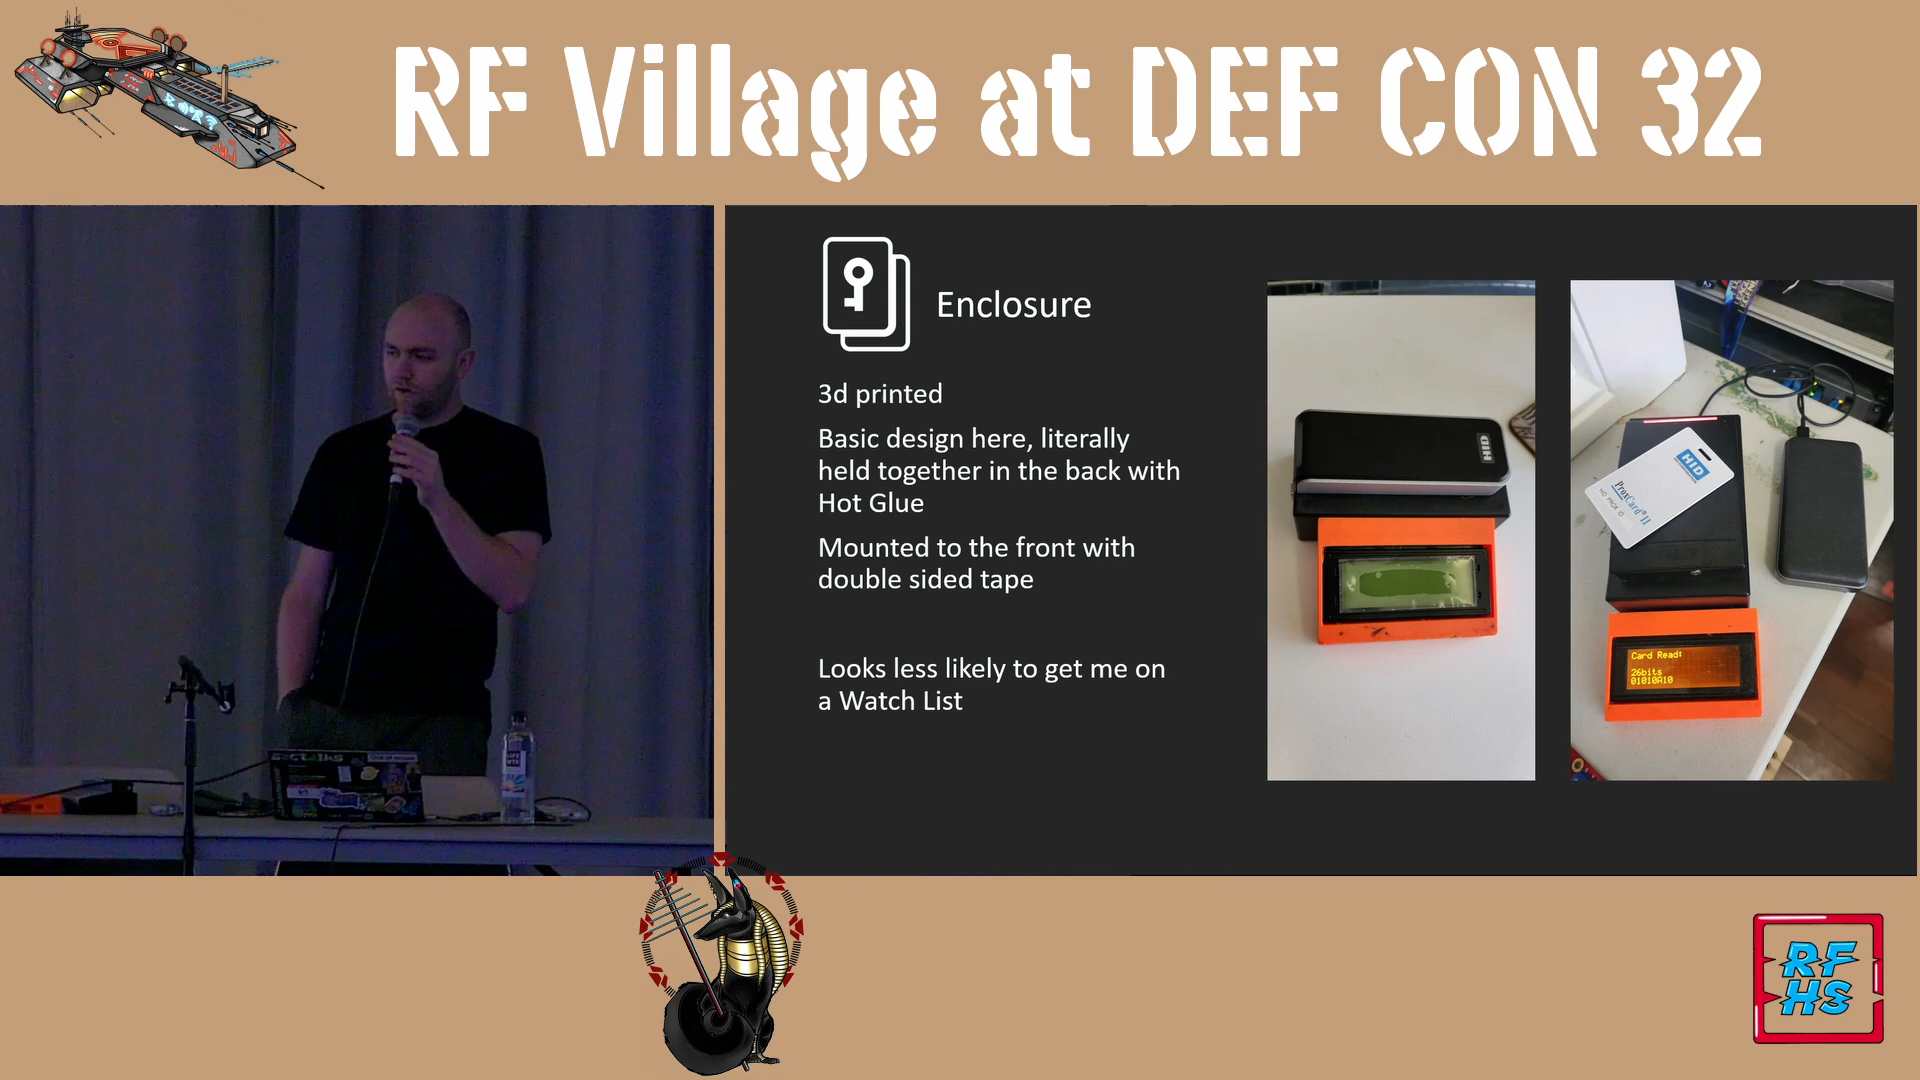 RF Village at DEF CON 32
Enclosure
3d printed
Basic design here, literally
held together in the back with
Hot Glue
Mounted to the front with
double sided tape
Looks less likely to get me on
a Watch List
HID
HID
ProxCard® II
Card Read:
26bits
01010A10
sectalks
RF
HS